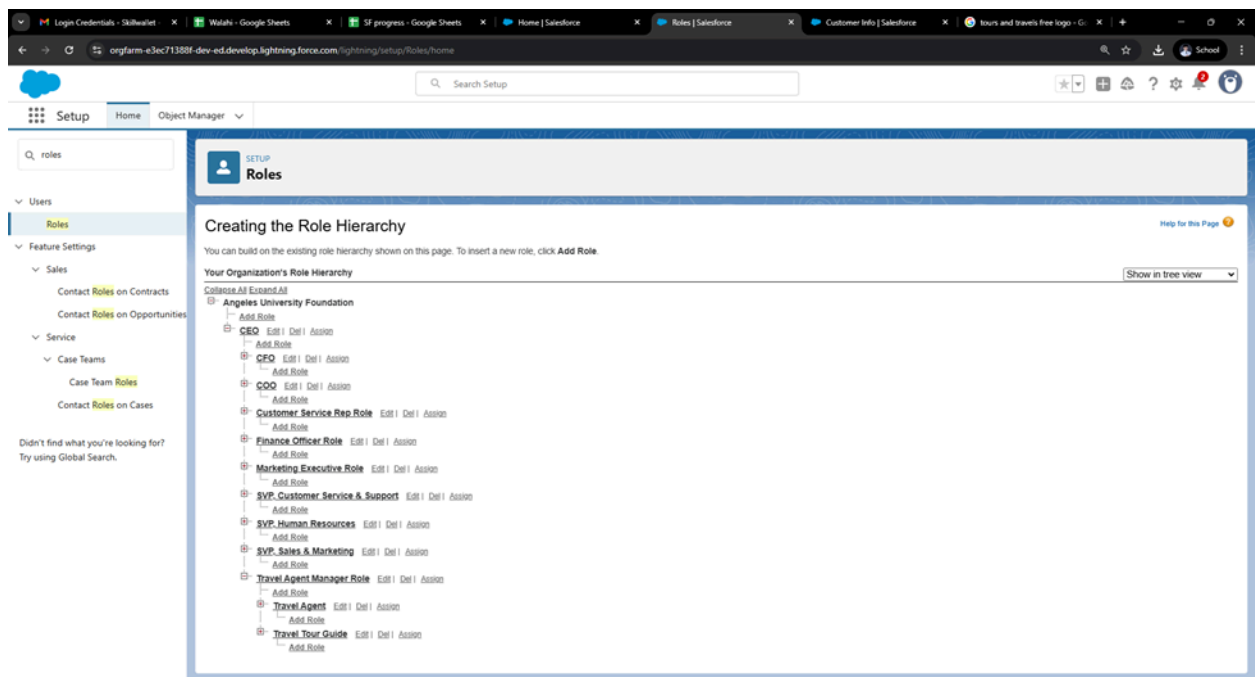 Login Credentials - Skillwallet
Walahi - Google Sheets
SF progress - Google Sheets
Home | Salesforce
Roles | Salesforce
Customer Info | Salesforce
tours and travels free logo - Go
orgfarm-e3ec71388f-dev-ed.develop.lightning.force.com/lightning/setup/Roles/home
School
Search Setup
2
Setup
Home
Object Manager
roles
Users
Roles
Feature Settings
Sales
Contact Roles on Contracts
Contact Roles on Opportunities
Service
Case Teams
Case Team Roles
Contact Roles on Cases
Didn't find what you're looking for?
Try using Global Search.
SETUP
Roles
Creating the Role Hierarchy
Help for this Page
You can build on the existing role hierarchy shown on this page. To insert a new role, click Add Role.
Your Organization's Role Hierarchy
Show in tree view
Collapse All Expand All
Angeles University Foundation
Add Role
CEO Edit | Del | Assign
Add Role
CFO Edit | Del | Assign
Add Role
COO Edit | Del | Assign
Add Role
Customer Service Rep Role Edit | Del | Assign
Add Role
Finance Officer Role Edit | Del | Assign
Add Role
Marketing Executive Role Edit | Del | Assign
Add Role
SVP, Customer Service & Support Edit | Del | Assign
Add Role
SVP, Human Resources Edit | Del | Assign
Add Role
SVP, Sales & Marketing Edit | Del | Assign
Add Role
Travel Agent Manager Role Edit | Del | Assign
Add Role
Travel Agent Edit | Del | Assign
Add Role
Travel Tour Guide Edit | Del | Assign
Add Role